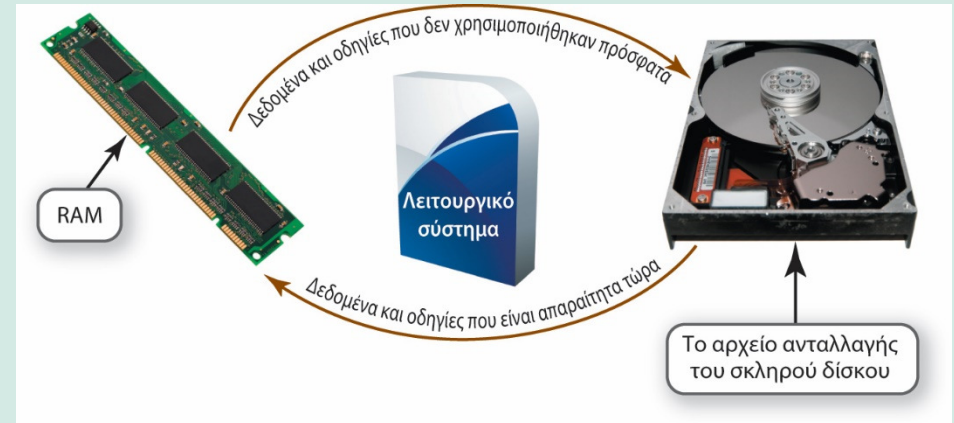 Δεδομένα και οδηγίες που δεν χρησιμοποιήθηκαν πρόσφατα
RAM
Λειτουργικό
σύστημα
Δεδομένα και οδηγίες που είναι απαραίτητα τώρα
Το αρχείο ανταλλαγής
του σκληρού δίσκου